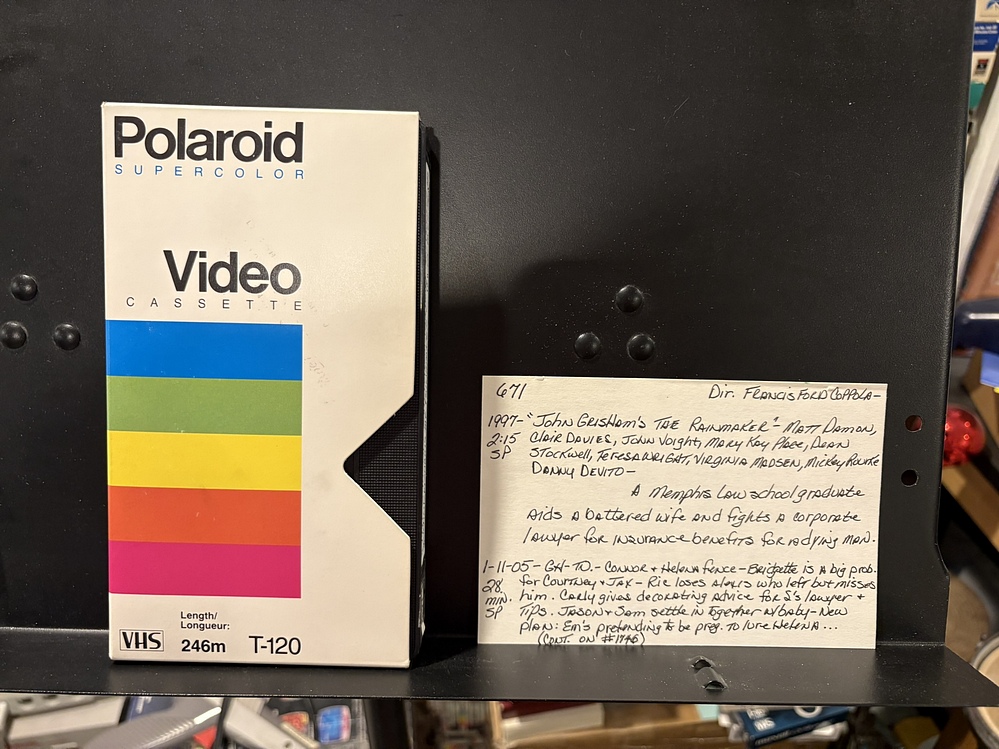 Polaroid
SUPERCOLOR
Video
CASSETTE
Length/
Longueur:
VHS 246m T-120
671 Dir. FRANCIS FORD COPPOLA-
1997- "JOHN GRISHAM'S THE RAINMAKER" - MATT DAMON,
2:15 CLAIR DAVIES, JOHN VOIGHT, MARY KAY PLACE, DEAN
SP STOCKWELL, TERESA WRIGHT, VIRGINIA MADSEN, MICKEY ROURKE
DANNY DEVITO-
A Memphis law school graduate
aids a battered wife and fights a corporate
lawyer for insurance benefits for a dying man.
1-11-05- GH-TD.- CONNOR + Helena fence- Bridgette is a big prob.
28 for Courtney + JAX- Ric loses Alexis who left but misses
min. him. Carly gives decorating advice for S's lawyer +
SP Tips. JASON + Sam settle in together w/baby- New
plan: Em's pretending to be preg. to lure Helena...
(CONT. ON #1746)
VHS